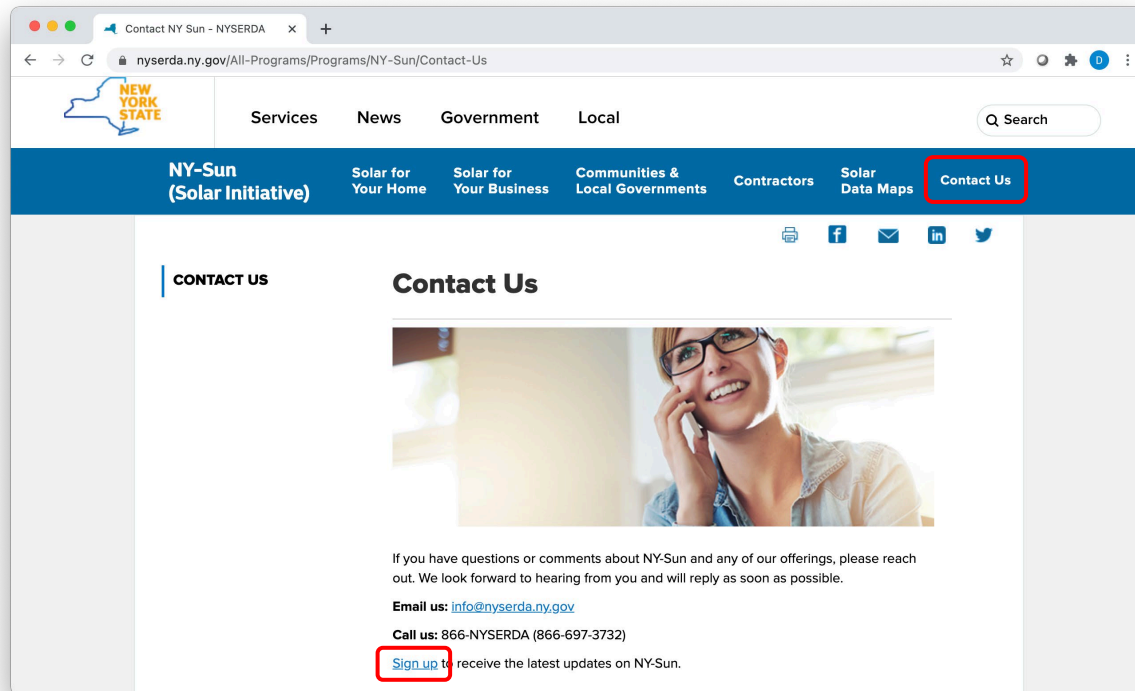 Contact NY Sun - NYSERDA
nyserda.ny.gov/All-Programs/Programs/NY-Sun/Contact-Us
D
NEW
YORK
STATE
Services News Government Local
Search
NY-Sun
(Solar Initiative)
Solar for
Your Home
Solar for
Your Business
Communities &
Local Governments
Contractors
Solar
Data Maps
Contact Us
f
in
CONTACT US
Contact Us
If you have questions or comments about NY-Sun and any of our offerings, please reach
out. We look forward to hearing from you and will reply as soon as possible.
Email us: info@nyserda.ny.gov
Call us: 866-NYSERDA (866-697-3732)
Sign up to receive the latest updates on NY-Sun.